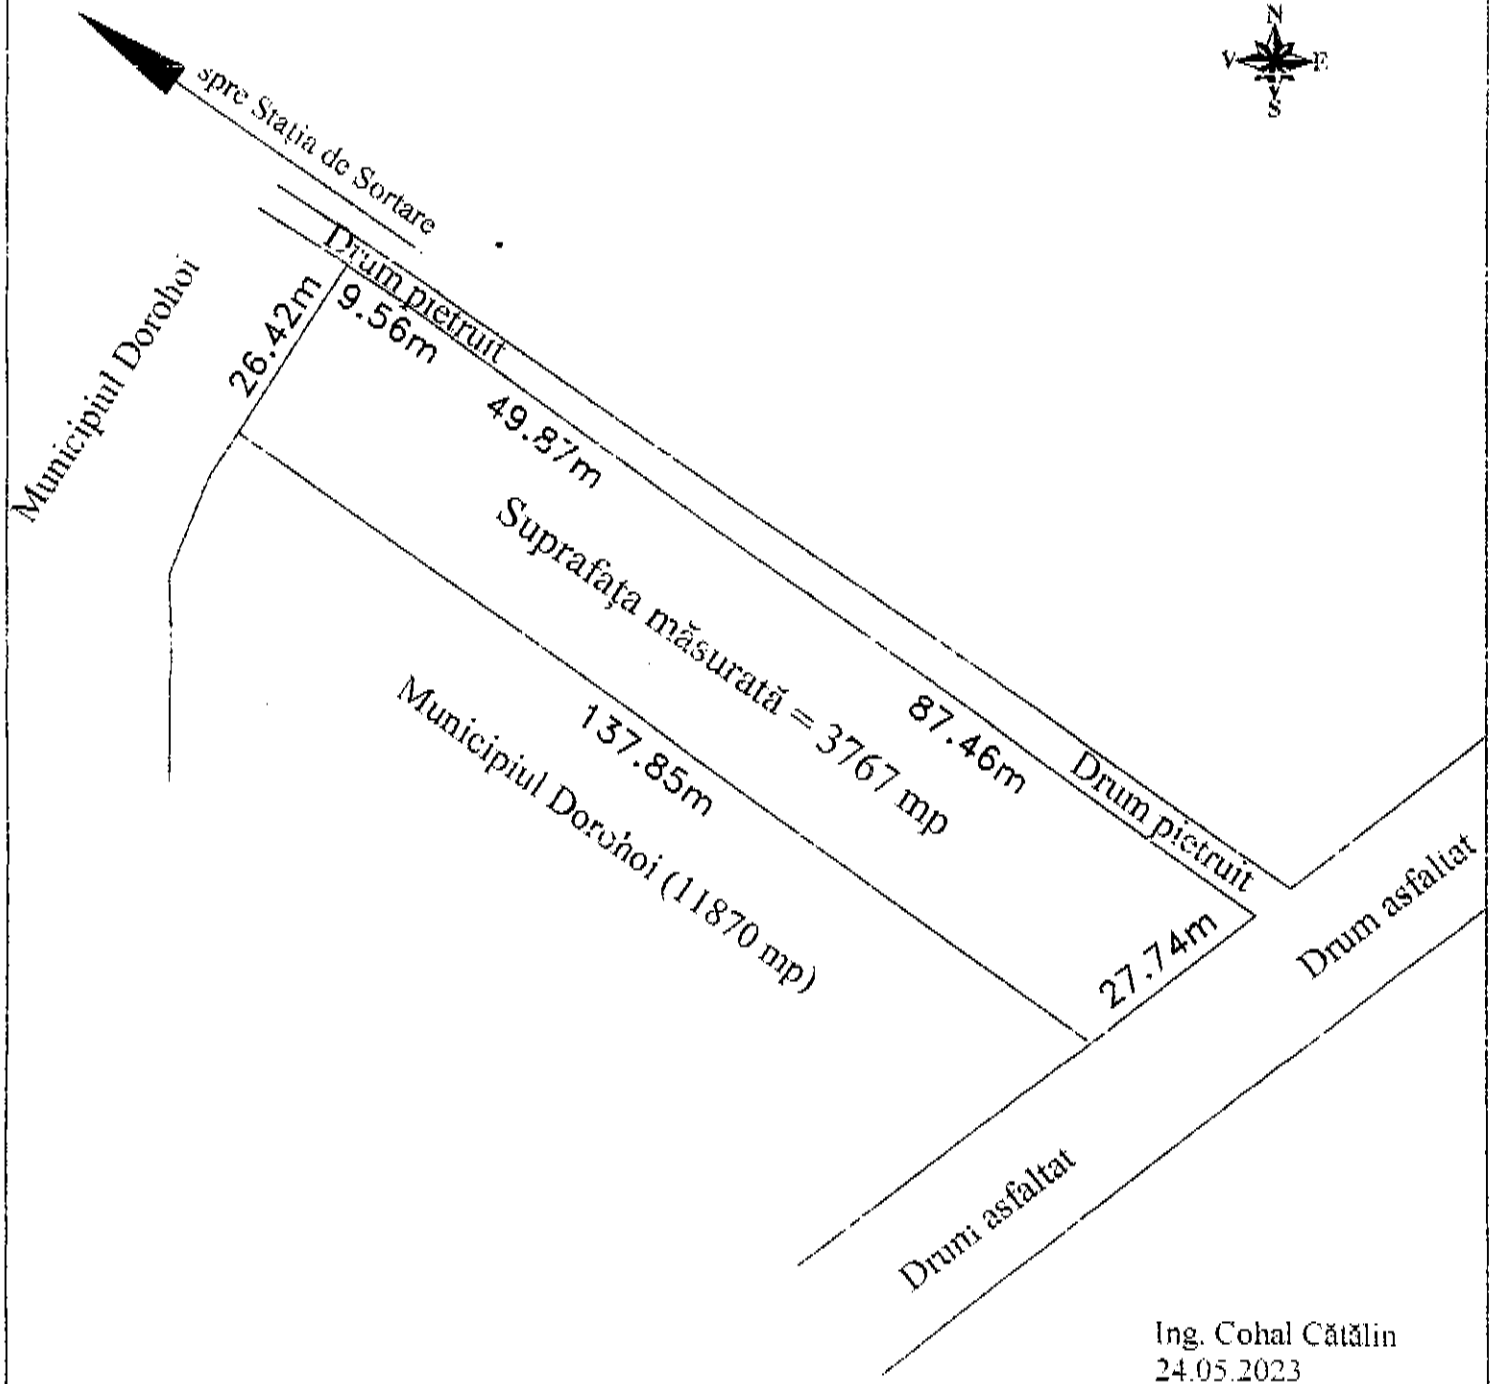 N
V E
S
spre Stația de Sortare
Drum pietruit
Municipiul Dorohoi
26.42m
9.56m
49.87m
Suprafața măsurată = 3767 mp
87.46m
Drum pietruit
137.85m
Municipiul Dorohoi (11870 mp)
27.74m
Drum asfaltat
Drum asfaltat
Ing. Cohal Cătălin
24.05.2023